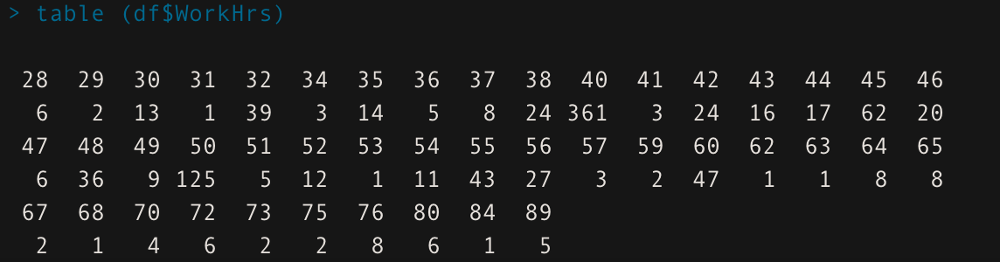 > table (df$WorkHrs)
28 29 30 31 32 34 35 36 37 38 40 41 42 43 44 45 46
6 2 13 1 39 3 14 5 8 24 361 3 24 16 17 62 20
47 48 49 50 51 52 53 54 55 56 57 59 60 62 63 64 65
6 36 9 125 5 12 1 11 43 27 3 2 47 1 1 8 8
67 68 70 72 73 75 76 80 84 89
2 1 4 6 2 2 8 6 1 5